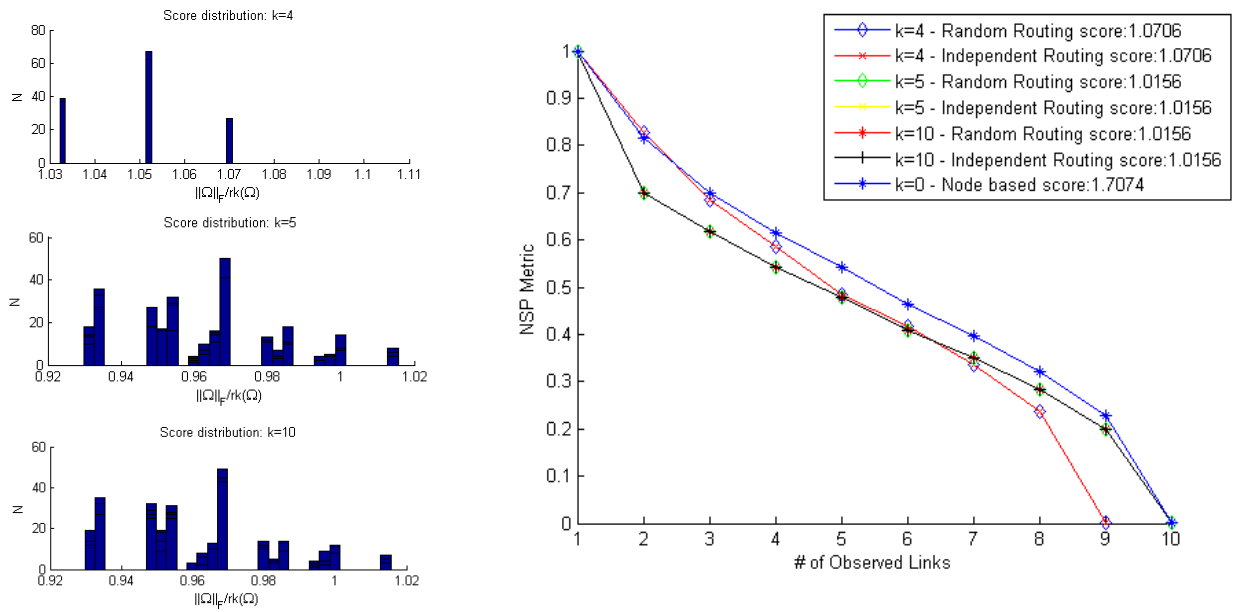 Score distribution: k=4
80
60
40
20
0
N
1.03 1.04 1.05 1.06 1.07 1.08 1.09 1.1 1.11
||Ω||F/rk(Ω)
Score distribution: k=5
60
40
20
0
N
0.92 0.94 0.96 0.98 1 1.02
||Ω||F/rk(Ω)
Score distribution: k=10
60
40
20
0
N
0.92 0.94 0.96 0.98 1 1.02
||Ω||F/rk(Ω)
k=4 - Random Routing score:1.0706
k=4 - Independent Routing score:1.0706
k=5 - Random Routing score:1.0156
k=5 - Independent Routing score:1.0156
k=10 - Random Routing score:1.0156
k=10 - Independent Routing score:1.0156
k=0 - Node based score:1.7074
1
0.9
0.8
0.7
0.6
0.5
0.4
0.3
0.2
0.1
0
NSP Metric
1 2 3 4 5 6 7 8 9 10
# of Observed Links